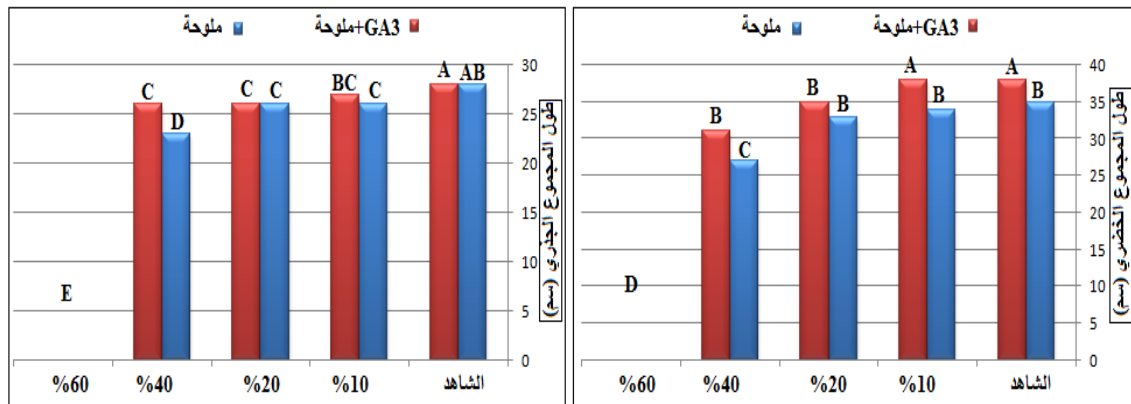 ملوحة GA3+ملوحة
A AB
BC C
C C
C D
E
30
25
20
15
10
5
0
طول المجموع الجذري (سم)
الشاهد %10 %20 %40 %60
ملوحة GA3+ملوحة
A B
A B
B B
B C
D
40
35
30
25
20
15
10
5
0
طول المجموع الخضري (سم)
الشاهد %10 %20 %40 %60